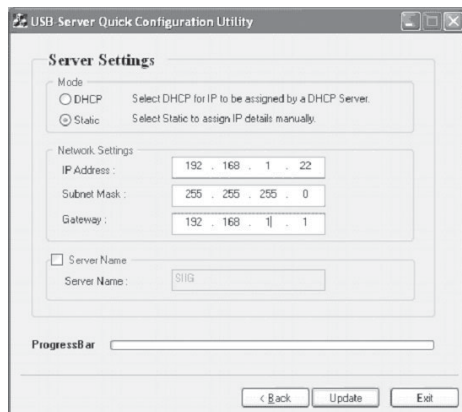 USB Server Quick Configuration Utility
Server Settings
Mode
DHCP Select DHCP for IP to be assigned by a DHCP Server.
Static Select Static to assign IP details manually.
Network Settings
IP Address : 192 . 168 . 1 . 22
Subnet Mask : 255 . 255 . 255 . 0
Gateway : 192 . 168 . 1 . 1
Server Name
Server Name : SIIG
ProgressBar
< Back Update Exit